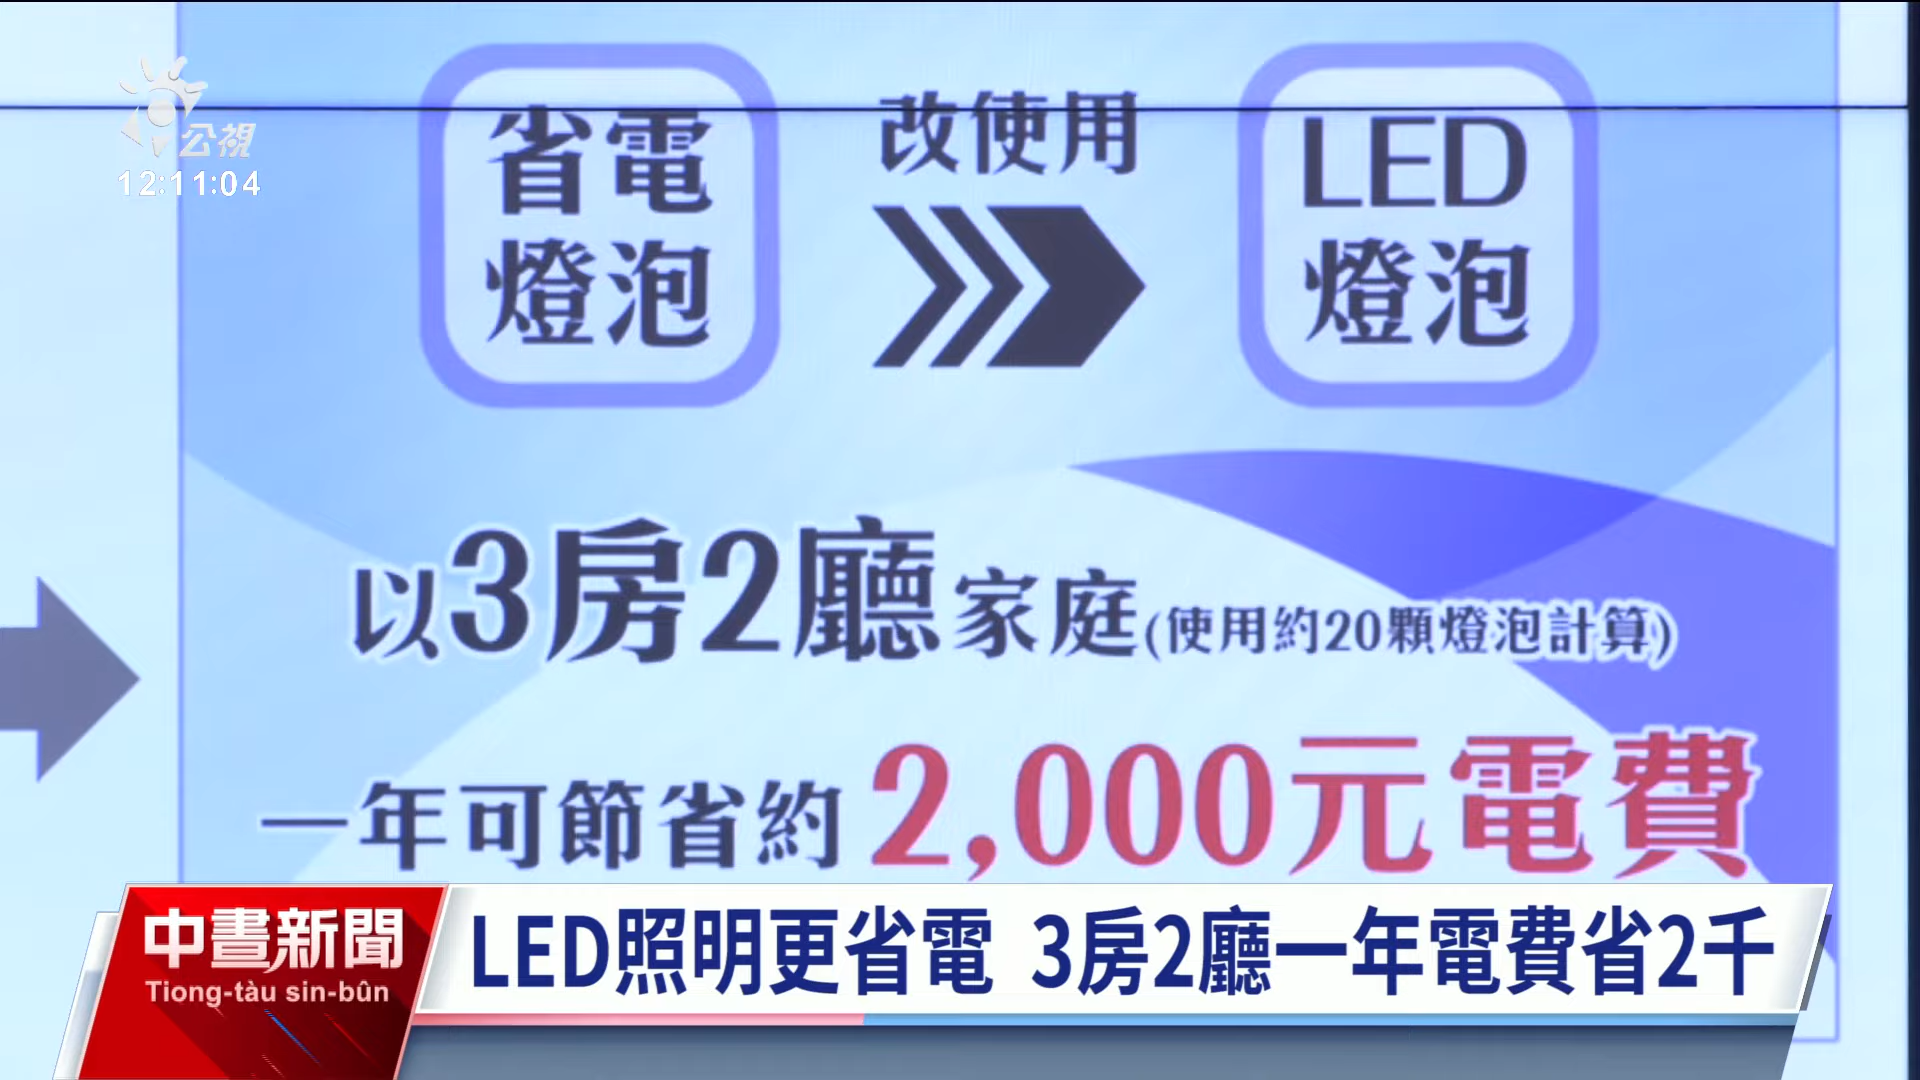 公視
12:11:04
省電
燈泡
改使用
LED
燈泡
以3房2廳家庭(使用約20顆燈泡計算)
一年可節省約2,000元電費
中晝新聞
Tiong-tàu sin-bûn
LED照明更省電 3房2廳一年電費省2千